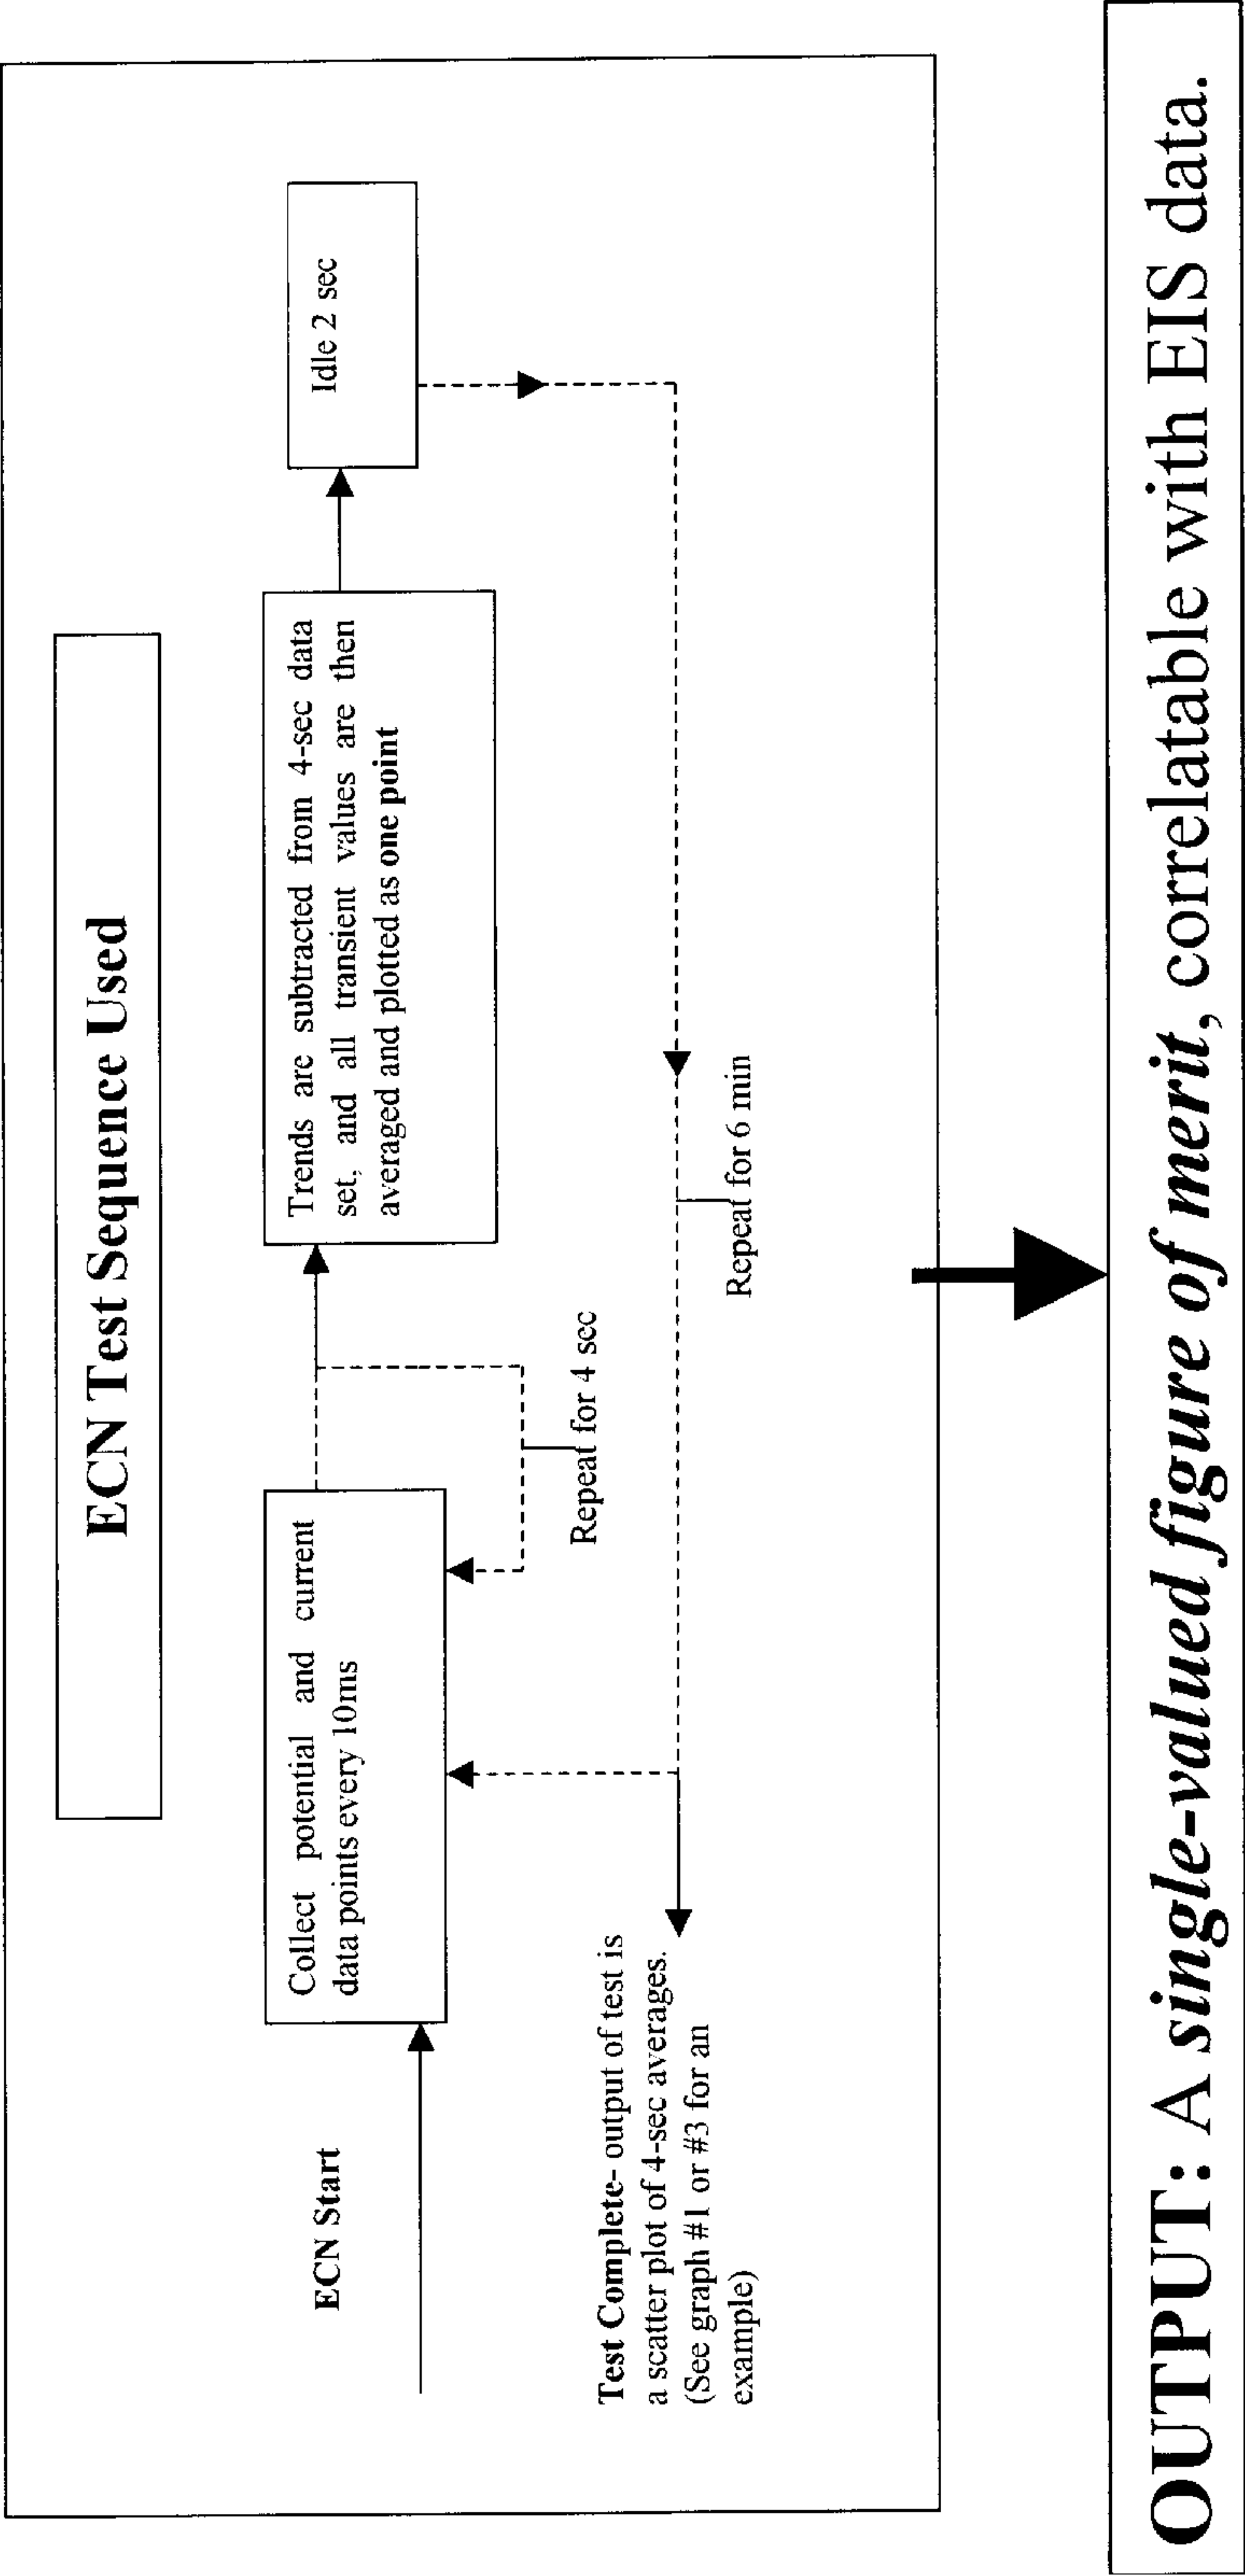 ECN Test Sequence Used
ECN Start
Collect potential and current
data points every 10ms
Repeat for 4 sec
Trends are subtracted from 4-sec data
set, and all transient values are then
averaged and plotted as one point
Idle 2 sec
Repeat for 6 min
Test Complete- output of test is
a scatter plot of 4-sec averages.
(See graph #1 or #3 for an
example)
OUTPUT: A single-valued figure of merit, correlatable with EIS data.